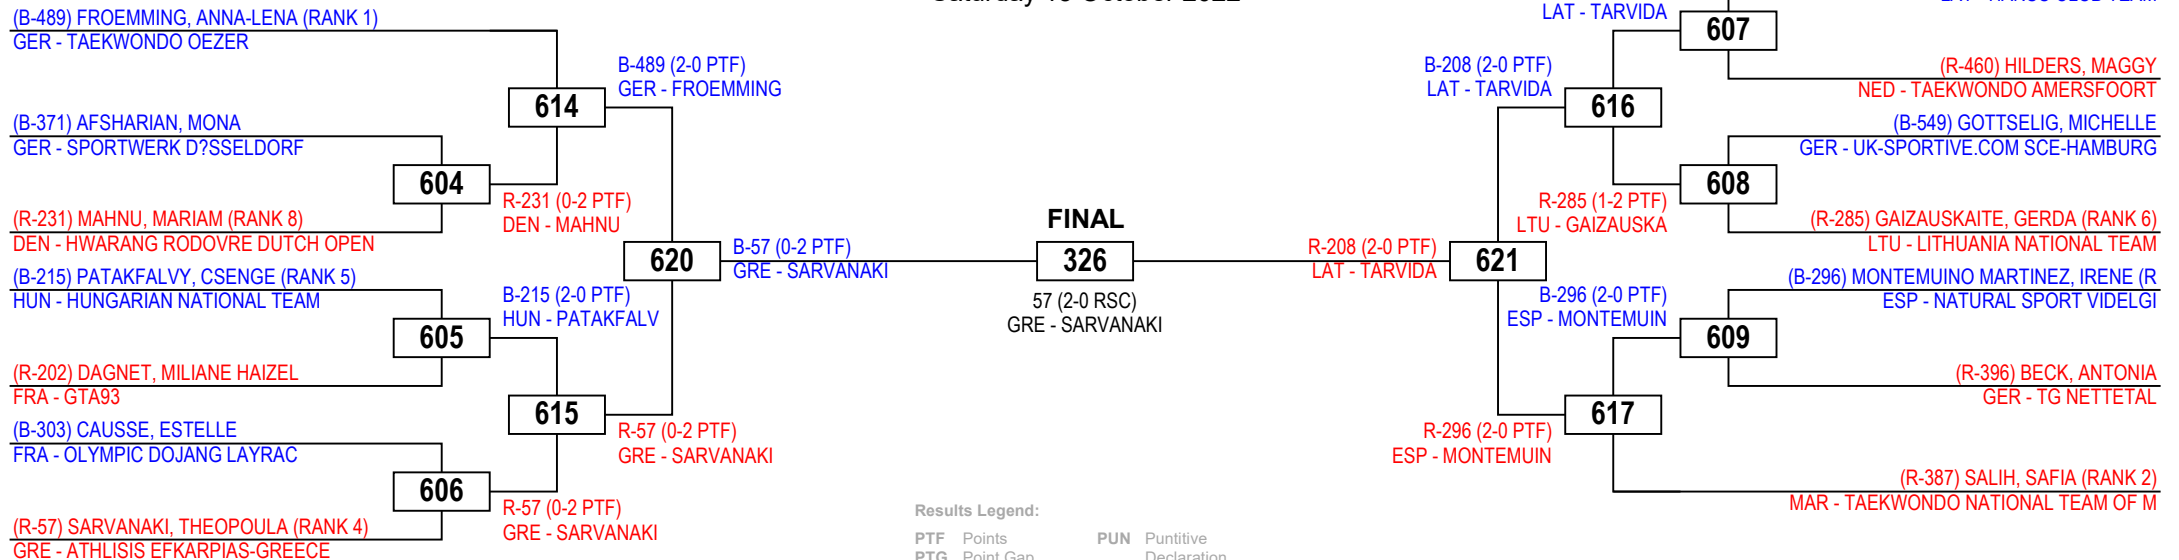 (B-489) FROEMMING, ANNA-LENA (RANK 1)
GER - TAEKWONDO OEZER
(B-371) AFSHARIAN, MONA
GER - SPORTWERK D?SSELDORF
604
(R-231) MAHNU, MARIAM (RANK 8)
DEN - HWARANG RODOVRE DUTCH OPEN
(B-215) PATAKFALVY, CSENGE (RANK 5)
HUN - HUNGARIAN NATIONAL TEAM
605
(R-202) DAGNET, MILIANE HAIZEL
FRA - GTA93
(B-303) CAUSSE, ESTELLE
FRA - OLYMPIC DOJANG LAYRAC
606
(R-57) SARVANAKI, THEOPOULA (RANK 4)
GRE - ATHLISIS EFKARPIAS-GREECE
614
R-231 (0-2 PTF)
DEN - MAHNU
B-215 (2-0 PTF)
HUN - PATAKFALV
615
R-57 (0-2 PTF)
GRE - SARVANAKI
B-489 (2-0 PTF)
GER - FROEMMING
620
R-57 (0-2 PTF)
GRE - SARVANAKI
B-57 (0-2 PTF)
GRE - SARVANAKI
FINAL
326
57 (2-0 RSC)
GRE - SARVANAKI
R-208 (2-0 PTF)
LAT - TARVIDA
621
B-208 (2-0 PTF)
LAT - TARVIDA
616
R-285 (1-2 PTF)
LTU - GAIZAUSKA
B-296 (2-0 PTF)
ESP - MONTEMUIN
617
R-296 (2-0 PTF)
ESP - MONTEMUIN
LAT - TARVIDA
607
(R-460) HILDERS, MAGGY
NED - TAEKWONDO AMERSFOORT
(B-549) GOTTSELIG, MICHELLE
GER - UK-SPORTIVE.COM SCE-HAMBURG
608
(R-285) GAIZAUSKAITE, GERDA (RANK 6)
LTU - LITHUANIA NATIONAL TEAM
(B-296) MONTEMUINO MARTINEZ, IRENE (R
ESP - NATURAL SPORT VIDELGI
609
(R-396) BECK, ANTONIA
GER - TG NETTETAL
(R-387) SALIH, SAFIA (RANK 2)
MAR - TAEKWONDO NATIONAL TEAM OF M
Results Legend:
PTF Points PUN Puntitive
PTG Point Gap Declaration